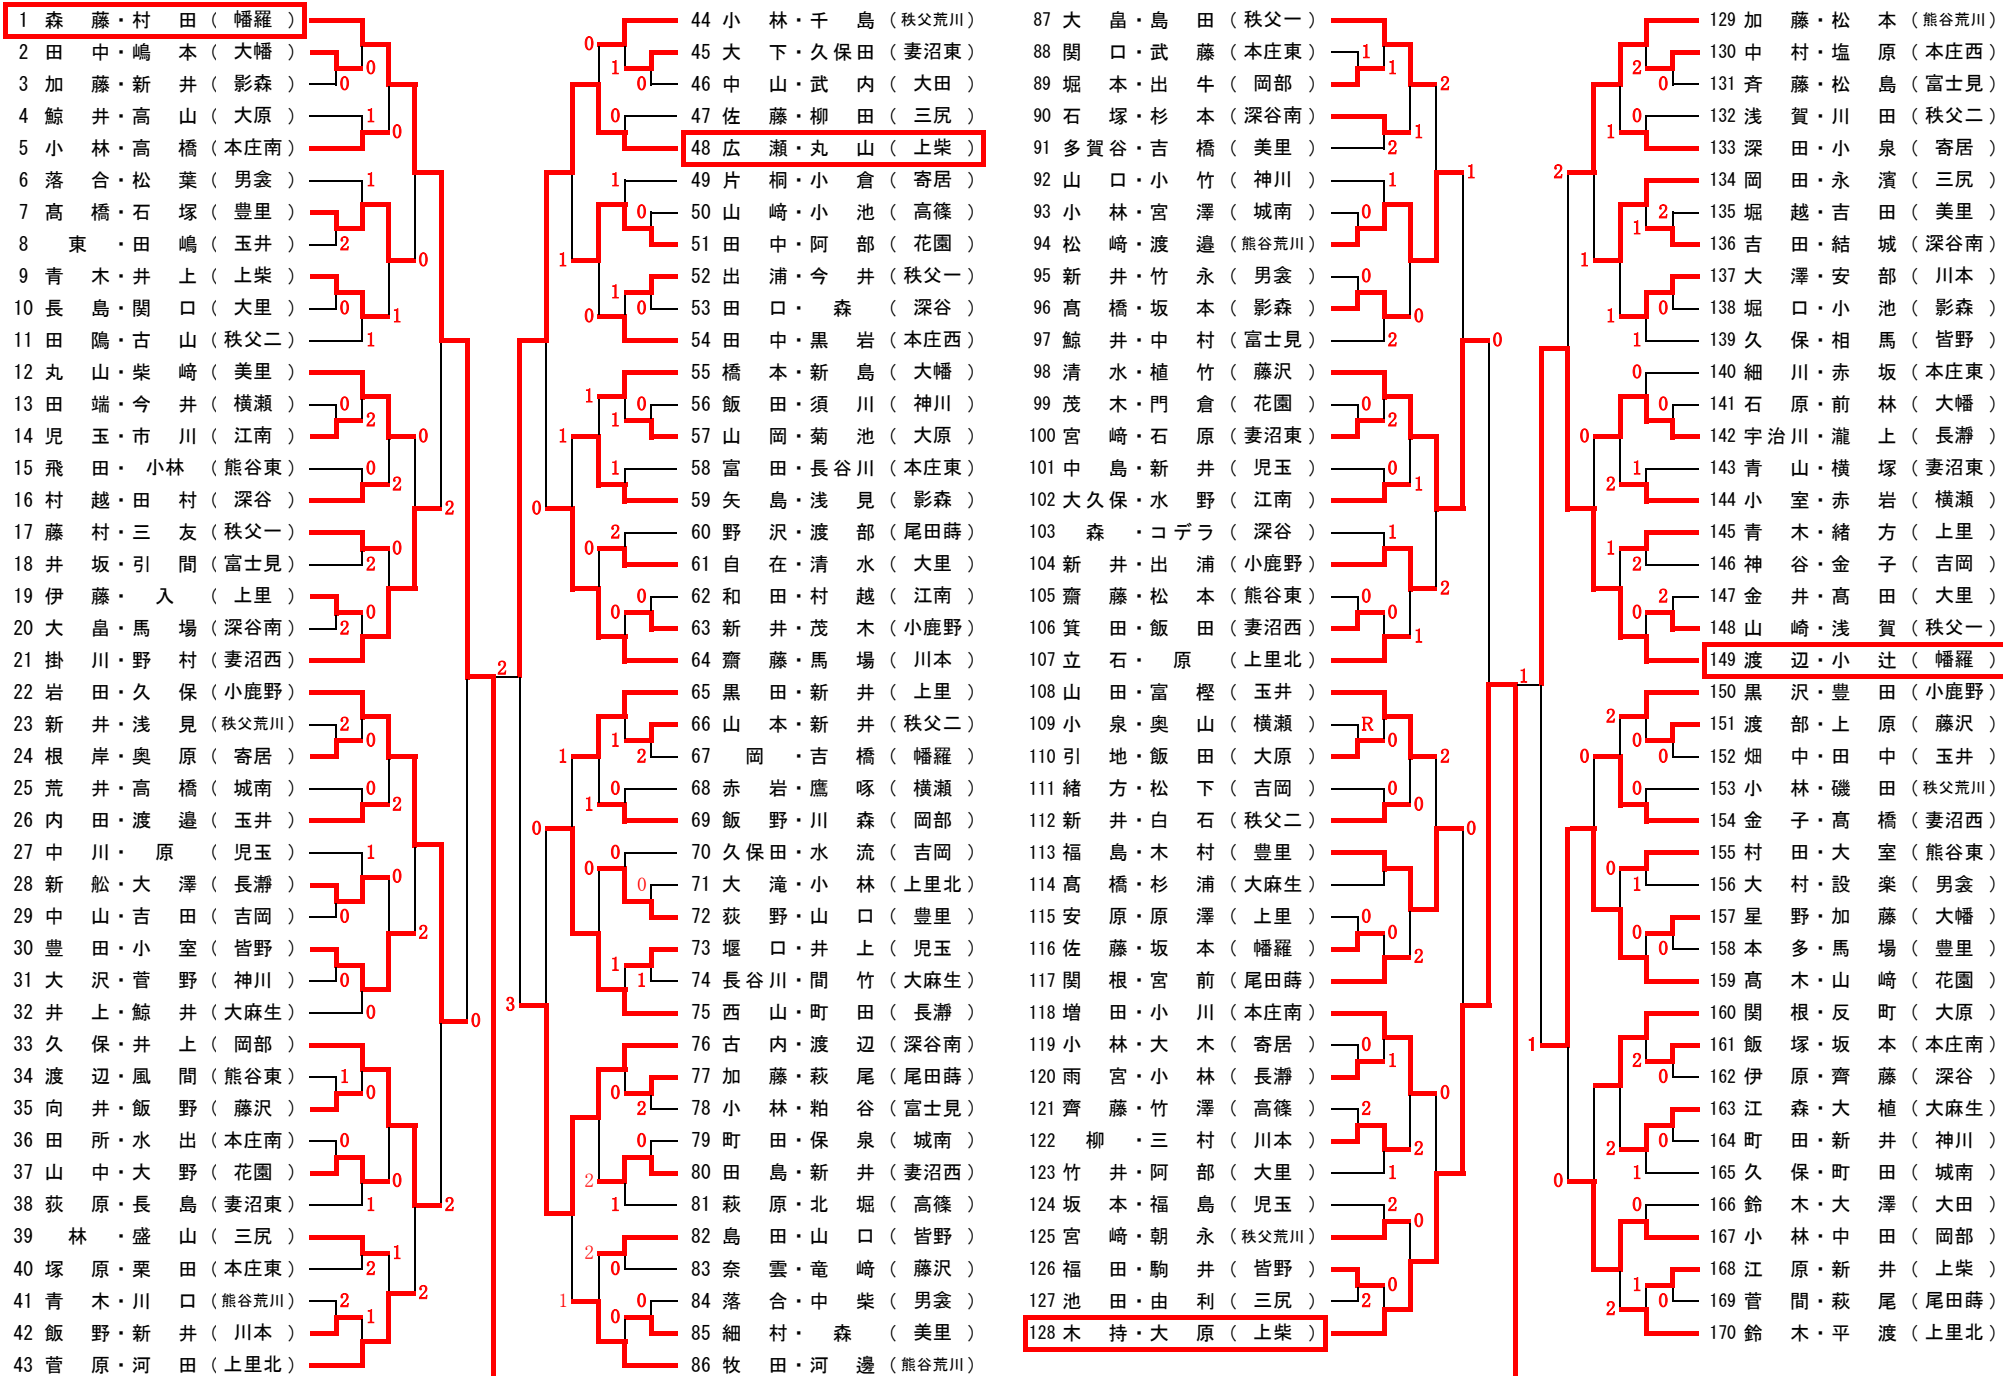 1 森 藤・村 田 ( 幡羅 )
2 田 中・嶋 本 ( 大幡 )
3 加 藤・新 井 ( 影森 )
4 鯨 井・高 山 ( 大原 )
5 小 林・高 橋 (本庄南)
6 落 合・松 葉 ( 男衾 )
7 髙 橋・石 塚 ( 豊里 )
8 東 ・田 嶋 ( 玉井 )
9 青 木・井 上 ( 上柴 )
10 長 島・関 口 ( 大里 )
11 田 隝・古 山 (秩父二)
12 丸 山・柴 﨑 ( 美里 )
13 田 端・今 井 ( 横瀬 )
14 児 玉・市 川 ( 江南 )
15 飛 田・ 小林 (熊谷東)
16 村 越・田 村 ( 深谷 )
17 藤 村・三 友 (秩父一)
18 井 坂・引 間 (富士見)
19 伊 藤・ 入 ( 上里 )
20 大 畠・馬 場 (深谷南)
21 掛 川・野 村 (妻沼西)
22 岩 田・久 保 (小鹿野)
23 新 井・浅 見 (秩父荒川)
24 根 岸・奥 原 ( 寄居 )
25 荒 井・高 橋 ( 城南 )
26 内 田・渡 邉 ( 玉井 )
27 中 川・ 原 ( 児玉 )
28 新 舩・大 澤 ( 長瀞 )
29 中 山・吉 田 ( 吉岡 )
30 豊 田・小 室 ( 皆野 )
31 大 沢・菅 野 ( 神川 )
32 井 上・鯨 井 (大麻生)
33 久 保・井 上 ( 岡部 )
34 渡 辺・風 間 (熊谷東)
35 向 井・飯 野 ( 藤沢 )
36 田 所・水 出 (本庄南)
37 山 中・大 野 ( 花園 )
38 荻 原・長 島 (妻沼東)
39 林 ・盛 山 ( 三尻 )
40 塚 原・栗 田 (本庄東)
41 青 木・川 口 (熊谷荒川)
42 飯 野・新 井 ( 川本 )
43 菅 原・河 田 (上里北)
44 小 林・千 島 (秩父荒川)
45 大 下・久保田 (妻沼東)
46 中 山・武 内 ( 大田 )
47 佐 藤・柳 田 ( 三尻 )
48 広 瀬・丸 山 ( 上柴 )
49 片 桐・小 倉 ( 寄居 )
50 山 﨑・小 池 ( 高篠 )
51 田 中・阿 部 ( 花園 )
52 出 浦・今 井 (秩父一)
53 田 口・ 森 ( 深谷 )
54 田 中・黒 岩 (本庄西)
55 橋 本・新 島 ( 大幡 )
56 飯 田・須 川 ( 神川 )
57 山 岡・菊 池 ( 大原 )
58 富 田・長谷川 (本庄東)
59 矢 島・浅 見 ( 影森 )
60 野 沢・渡 部 (尾田蒔)
61 自 在・清 水 ( 大里 )
62 和 田・村 越 ( 江南 )
63 新 井・茂 木 (小鹿野)
64 齋 藤・馬 場 ( 川本 )
65 黒 田・新 井 ( 上里 )
66 山 本・新 井 (秩父二)
67 岡 ・吉 橋 ( 幡羅 )
68 赤 岩・鷹 啄 ( 横瀬 )
69 飯 野・川 森 ( 岡部 )
70 久保田・水 流 ( 吉岡 )
71 大 滝・小 林 (上里北)
72 荻 野・山 口 ( 豊里 )
73 堰 口・井 上 ( 児玉 )
74 長谷川・間 竹 (大麻生)
75 西 山・町 田 ( 長瀞 )
76 古 内・渡 辺 (深谷南)
77 加 藤・萩 尾 (尾田蒔)
78 小 林・粕 谷 (富士見)
79 町 田・保 泉 ( 城南 )
80 田 島・新 井 (妻沼西)
81 萩 原・北 堀 ( 高篠 )
82 島 田・山 口 ( 皆野 )
83 奈 雲・竜 﨑 ( 藤沢 )
84 落 合・中 柴 ( 男衾 )
85 細 村・ 森 ( 美里 )
86 牧 田・河 邊 (熊谷荒川)
87 大 畠・島 田 (秩父一)
88 関 口・武 藤 (本庄東)
89 堀 本・出 牛 ( 岡部 )
90 石 塚・杉 本 (深谷南)
91 多賀谷・吉 橋 ( 美里 )
92 山 口・小 竹 ( 神川 )
93 小 林・宮 澤 ( 城南 )
94 松 﨑・渡 邉 (熊谷荒川)
95 新 井・竹 永 ( 男衾 )
96 髙 橋・坂 本 ( 影森 )
97 鯨 井・中 村 (富士見)
98 清 水・植 竹 ( 藤沢 )
99 茂 木・門 倉 ( 花園 )
100 宮 﨑・石 原 (妻沼東)
101 中 島・新 井 ( 児玉 )
102 大久保・水 野 ( 江南 )
103 森 ・コデラ ( 深谷 )
104 新 井・出 浦 (小鹿野)
105 齋 藤・松 本 (熊谷東)
106 箕 田・飯 田 (妻沼西)
107 立 石・ 原 (上里北)
108 山 田・富 樫 ( 玉井 )
109 小 泉・奥 山 ( 横瀬 )
110 引 地・飯 田 ( 大原 )
111 緒 方・松 下 ( 吉岡 )
112 新 井・白 石 (秩父二)
113 福 島・木 村 ( 豊里 )
114 髙 橋・杉 浦 (大麻生)
115 安 原・原 澤 ( 上里 )
116 佐 藤・坂 本 ( 幡羅 )
117 関 根・宮 前 (尾田蒔)
118 増 田・小 川 (本庄南)
119 小 林・大 木 ( 寄居 )
120 雨 宮・小 林 ( 長瀞 )
121 齊 藤・竹 澤 ( 高篠 )
122 柳 ・三 村 ( 川本 )
123 竹 井・阿 部 ( 大里 )
124 坂 本・福 島 ( 児玉 )
125 宮 﨑・朝 永 (秩父荒川)
126 福 田・駒 井 ( 皆野 )
127 池 田・由 利 ( 三尻 )
128 木 持・大 原 ( 上柴 )
129 加 藤・松 本 (熊谷荒川)
130 中 村・塩 原 (本庄西)
131 斉 藤・松 島 (富士見)
132 浅 賀・川 田 (秩父二)
133 深 田・小 泉 ( 寄居 )
134 岡 田・永 濱 ( 三尻 )
135 堀 越・吉 田 ( 美里 )
136 吉 田・結 城 (深谷南)
137 大 澤・安 部 ( 川本 )
138 堀 口・小 池 ( 影森 )
139 久 保・相 馬 ( 皆野 )
140 細 川・赤 坂 (本庄東)
141 石 原・前 林 ( 大幡 )
142 宇治川・瀧 上 ( 長瀞 )
143 青 山・横 塚 (妻沼東)
144 小 室・赤 岩 ( 横瀬 )
145 青 木・緒 方 ( 上里 )
146 神 谷・金 子 ( 吉岡 )
147 金 井・髙 田 ( 大里 )
148 山 崎・浅 賀 (秩父一)
149 渡 辺・小 辻 ( 幡羅 )
150 黒 沢・豊 田 (小鹿野)
151 渡 部・上 原 ( 藤沢 )
152 畑 中・田 中 ( 玉井 )
153 小 林・磯 田 (秩父荒川)
154 金 子・髙 橋 (妻沼西)
155 村 田・大 室 (熊谷東)
156 大 村・設 楽 ( 男衾 )
157 星 野・加 藤 ( 大幡 )
158 本 多・馬 場 ( 豊里 )
159 髙 木・山 﨑 ( 花園 )
160 関 根・反 町 ( 大原 )
161 飯 塚・坂 本 (本庄南)
162 伊 原・齊 藤 ( 深谷 )
163 江 森・大 植 (大麻生)
164 町 田・新 井 ( 神川 )
165 久 保・町 田 ( 城南 )
166 鈴 木・大 澤 ( 大田 )
167 小 林・中 田 ( 岡部 )
168 江 原・新 井 ( 上柴 )
169 菅 間・萩 尾 (尾田蒔)
170 鈴 木・平 渡 (上里北)